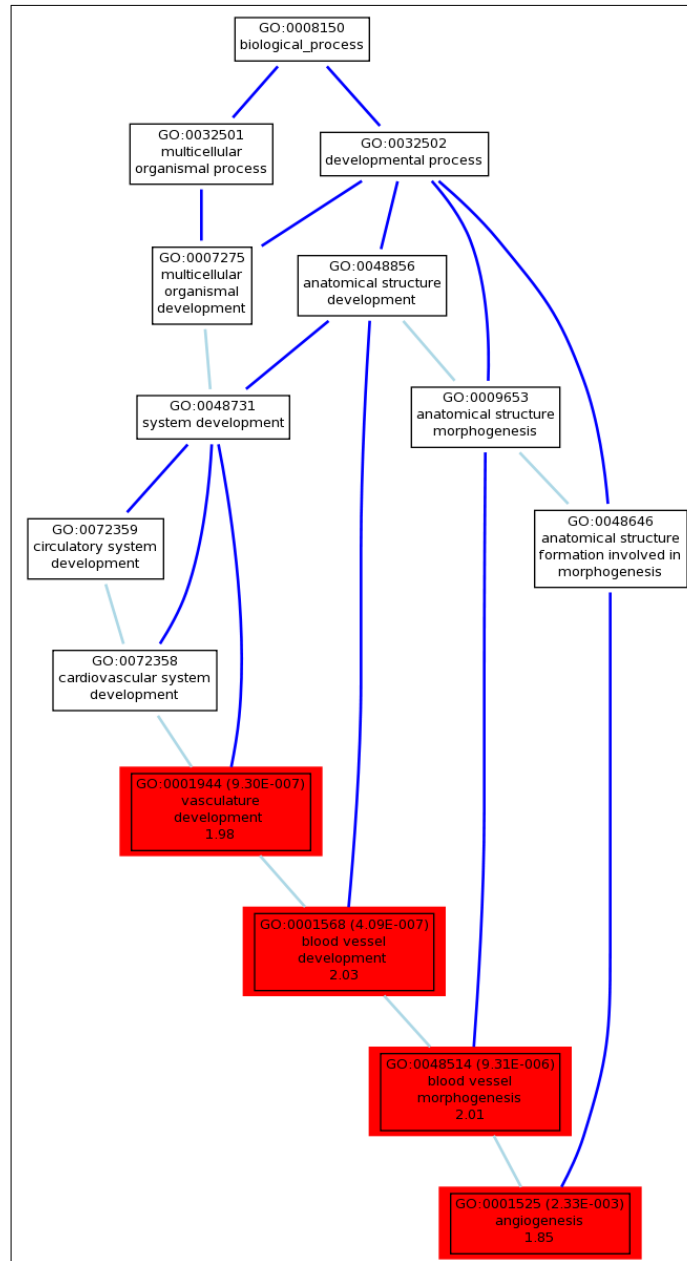 GO:0008150
biological_process
GO:0032501
multicellular
organismal process
GO:0032502
developmental process
GO:0007275
multicellular
organismal
development
GO:0048856
anatomical structure
development
GO:0048731
system development
GO:0009653
anatomical structure
morphogenesis
GO:0072359
circulatory system
development
GO:0048646
anatomical structure
formation involved in
morphogenesis
GO:0072358
cardiovascular system
development
GO:0001944 (9.30E-007)
vasculature
development
1.98
GO:0001568 (4.09E-007)
blood vessel
development
2.03
GO:0048514 (9.31E-006)
blood vessel
morphogenesis
2.01
GO:0001525 (2.33E-003)
angiogenesis
1.85